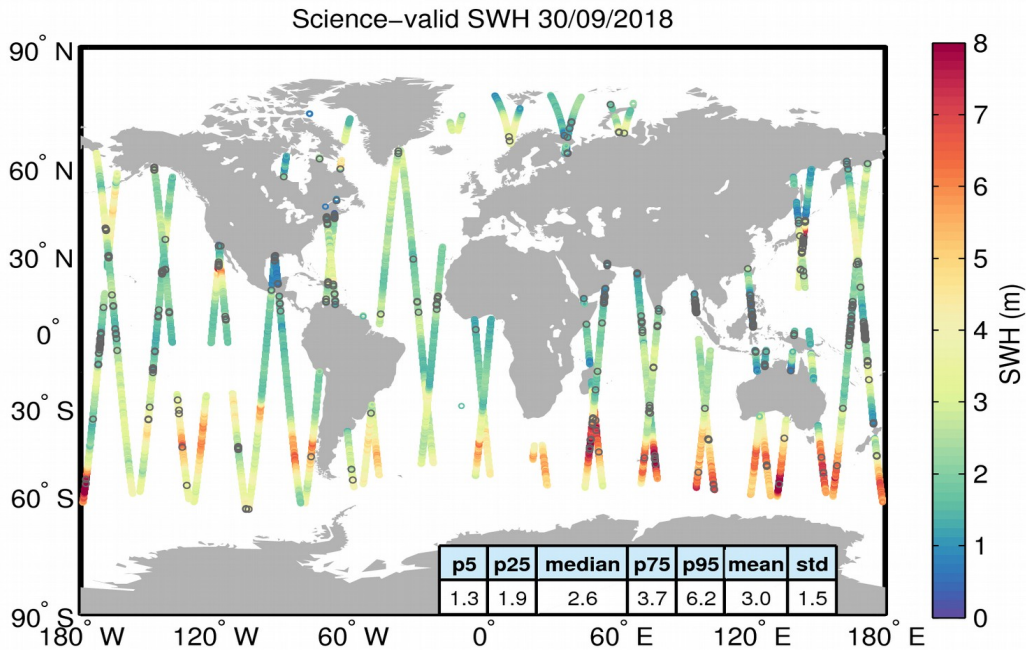 Science−valid SWH 30/09/2018
90° N
60° N
30° N
0°
30° S
60° S
90° S
180° W
120° W
60° W
0°
60° E
120° E
180° E
p5 p25 median p75 p95 mean std
1.3 1.9 2.6 3.7 6.2 3.0 1.5
8
7
6
5
4
3
2
1
0
SWH (m)